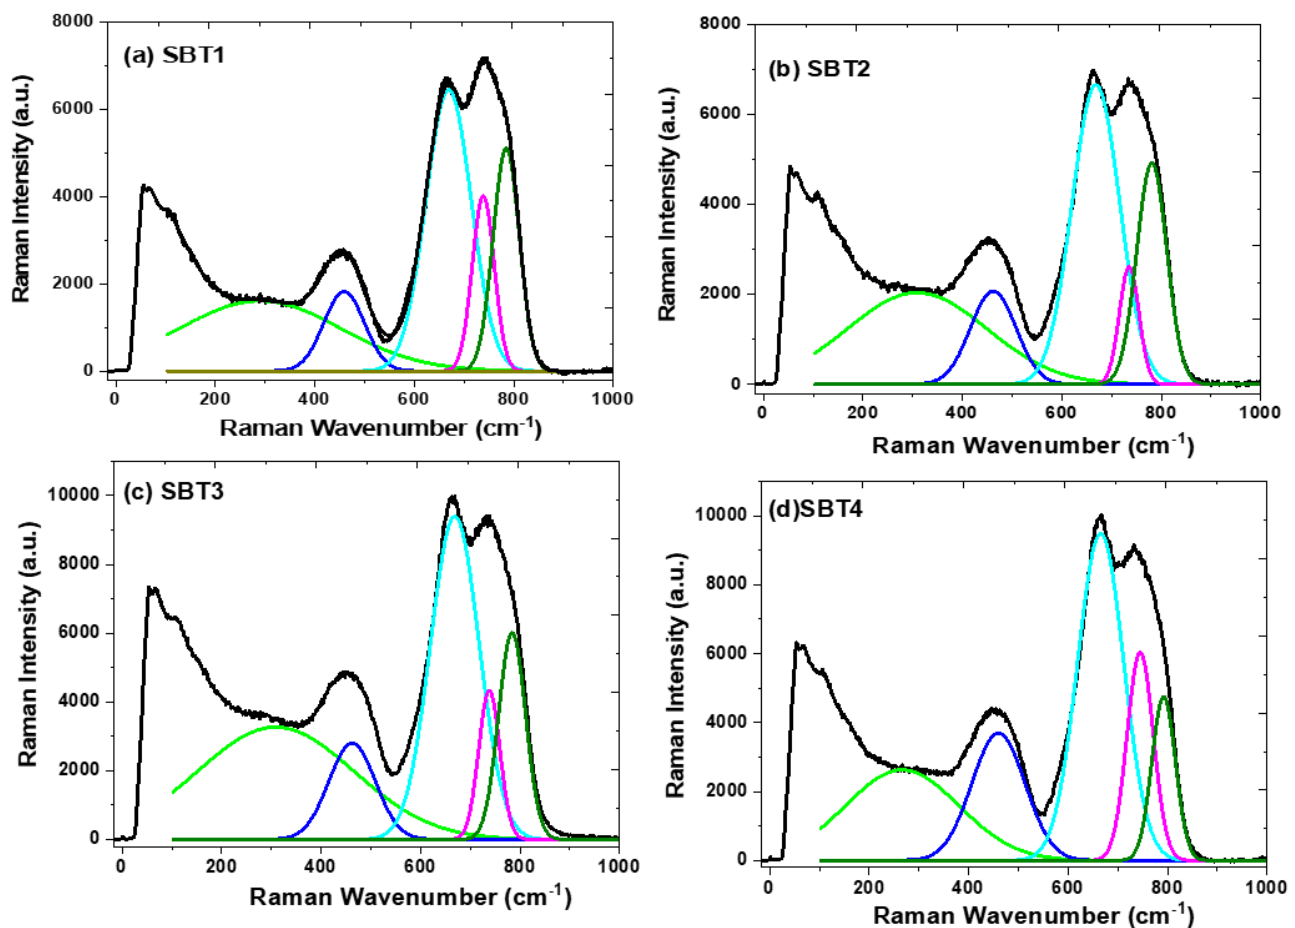 (a) SBT1
Raman Intensity (a.u.)
8000
6000
4000
2000
0
0 200 400 600 800 1000
Raman Wavenumber (cm-1)
(b) SBT2
Raman Intensity (a.u.)
8000
6000
4000
2000
0
0 200 400 600 800 1000
Raman Wavenumber (cm-1)
(c) SBT3
Raman Intensity (a.u.)
10000
8000
6000
4000
2000
0
0 200 400 600 800 1000
Raman Wavenumber (cm-1)
(d)SBT4
Raman Intensity (a.u.)
10000
8000
6000
4000
2000
0
0 200 400 600 800 1000
Raman Wavenumber (cm-1)